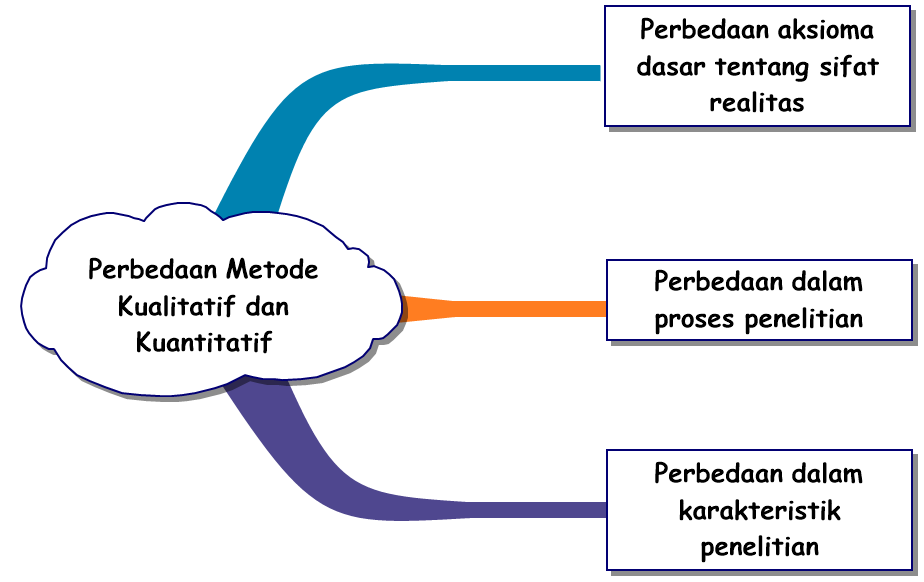 Perbedaan aksioma
dasar tentang sifat
realitas
Perbedaan Metode
Kualitatif dan
Kuantitatif
Perbedaan dalam
proses penelitian
Perbedaan dalam
karakteristik
penelitian